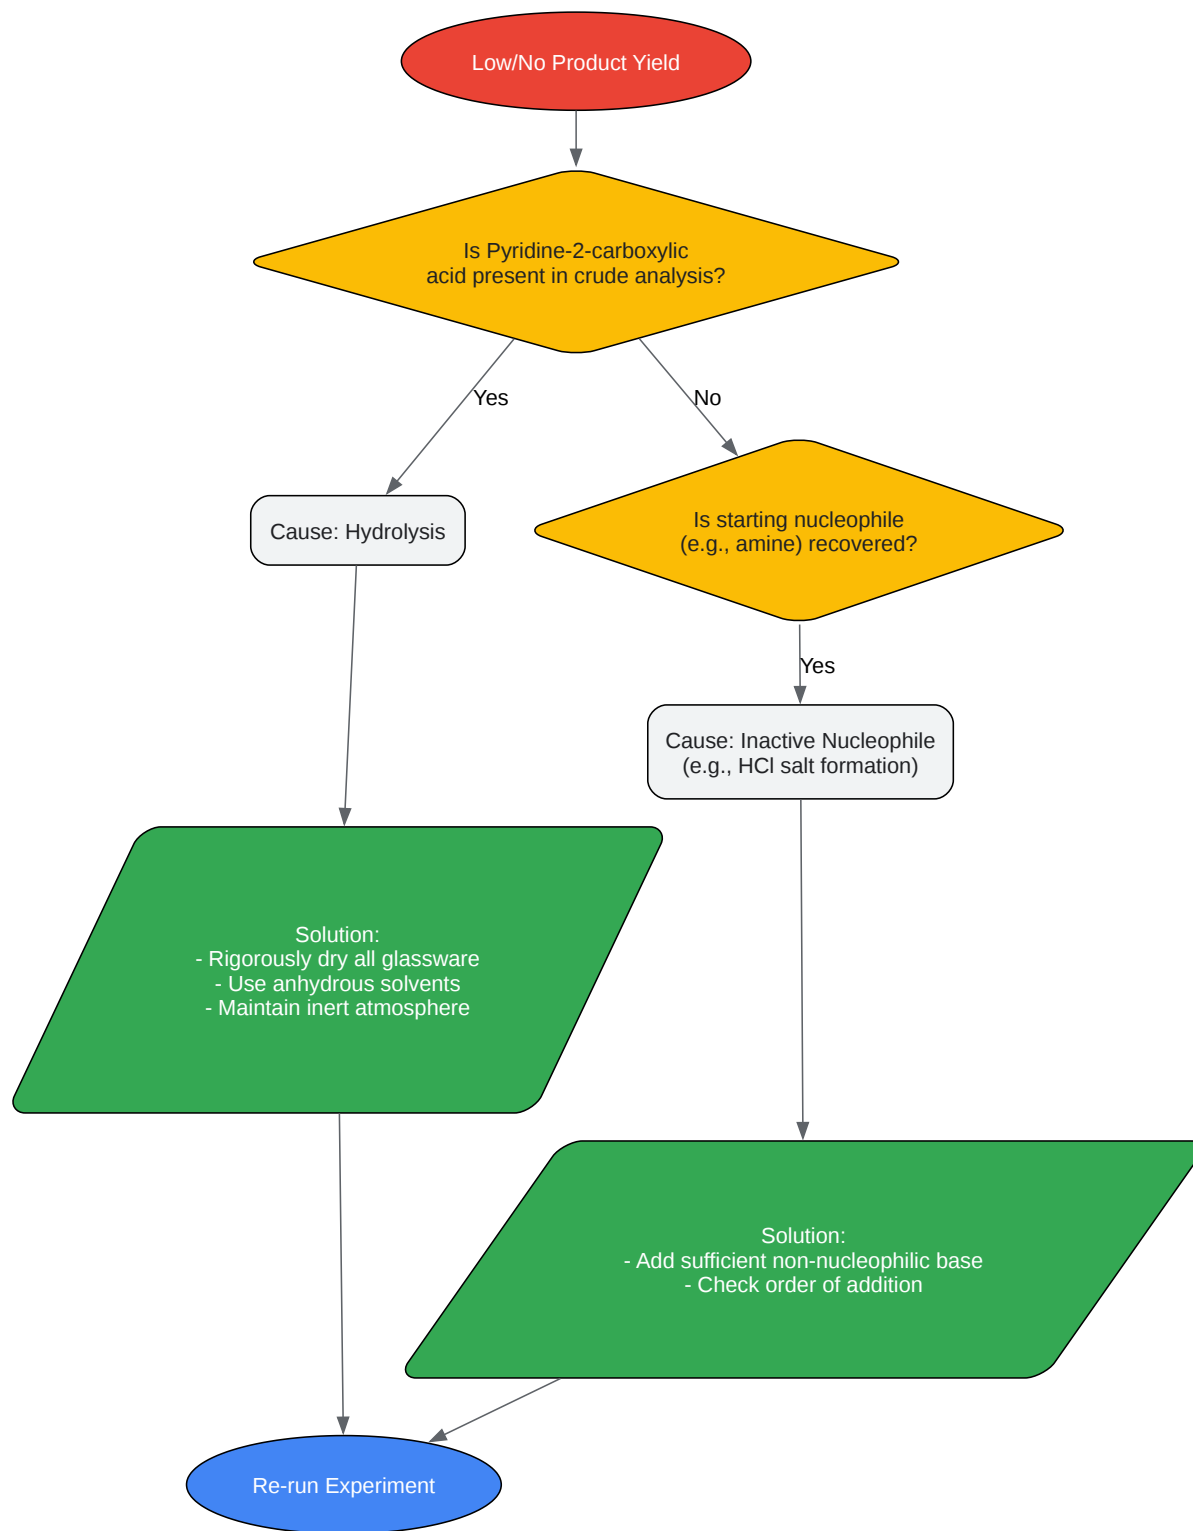 Low/No Product Yield
Is Pyridine-2-carboxylic
acid present in crude analysis?
Yes
No
Cause: Hydrolysis
Is starting nucleophile
(e.g., amine) recovered?
Yes
Cause: Inactive Nucleophile
(e.g., HCl salt formation)
Solution:
- Rigorously dry all glassware
- Use anhydrous solvents
- Maintain inert atmosphere
Solution:
- Add sufficient non-nucleophilic base
- Check order of addition
Re-run Experiment